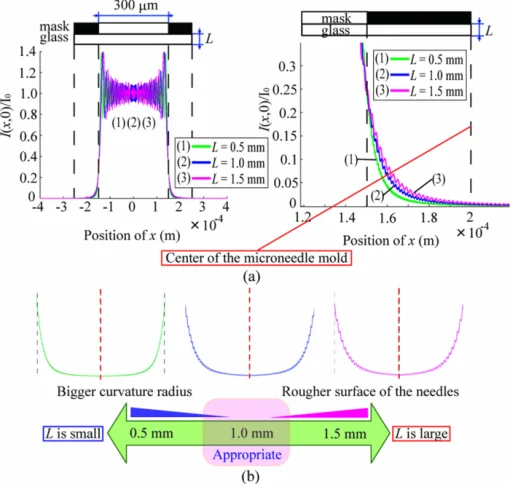 300 μm
mask
glass
L
1.4
1.2
1.0
0.8
0.6
0.4
0.2
0
I(x,0)/I₀
(1)(2)(3)
(1) L = 0.5 mm
(2) L = 1.0 mm
(3) L = 1.5 mm
-4 -3 -2 -1 0 1 2 3 4
×10⁻⁴
Position of x (m)
mask
glass
L
0.3
0.25
0.2
0.15
0.1
0.05
0
I(x,0)/I₀
(1) L = 0.5 mm
(2) L = 1.0 mm
(3) L = 1.5 mm
(1)
(2)
(3)
1.2 1.4 1.6 1.8 2
×10⁻⁴
Position of x (m)
Center of the microneedle mold
(a)
Bigger curvature radius
Rougher surface of the needles
L is small
0.5 mm
1.0 mm
1.5 mm
L is large
Appropriate
(b)